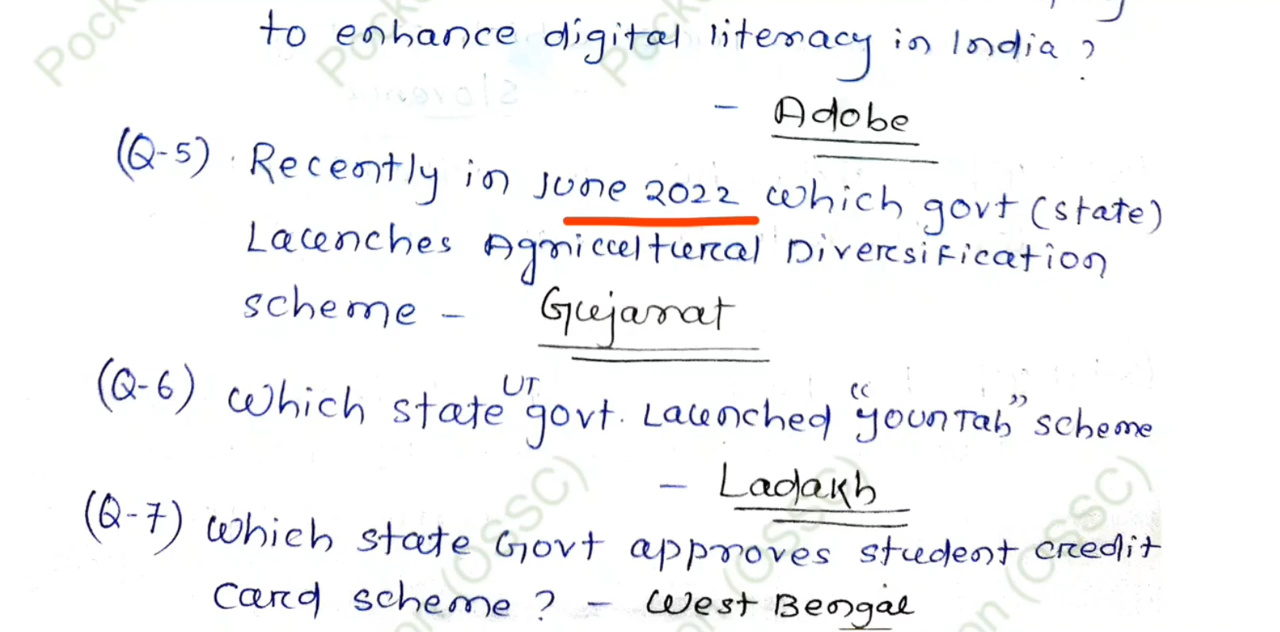 to enhance digital literacy in India ?
- Adobe
(Q-5) Recently in June 2022 which govt (state)
Launches Agricultural Diversification
scheme - Gujarat
(Q-6) which state UT govt. Launched "YounTab" scheme
- Ladakh
(Q-7) which state Govt approves student credit
Card scheme ? - West Bengal